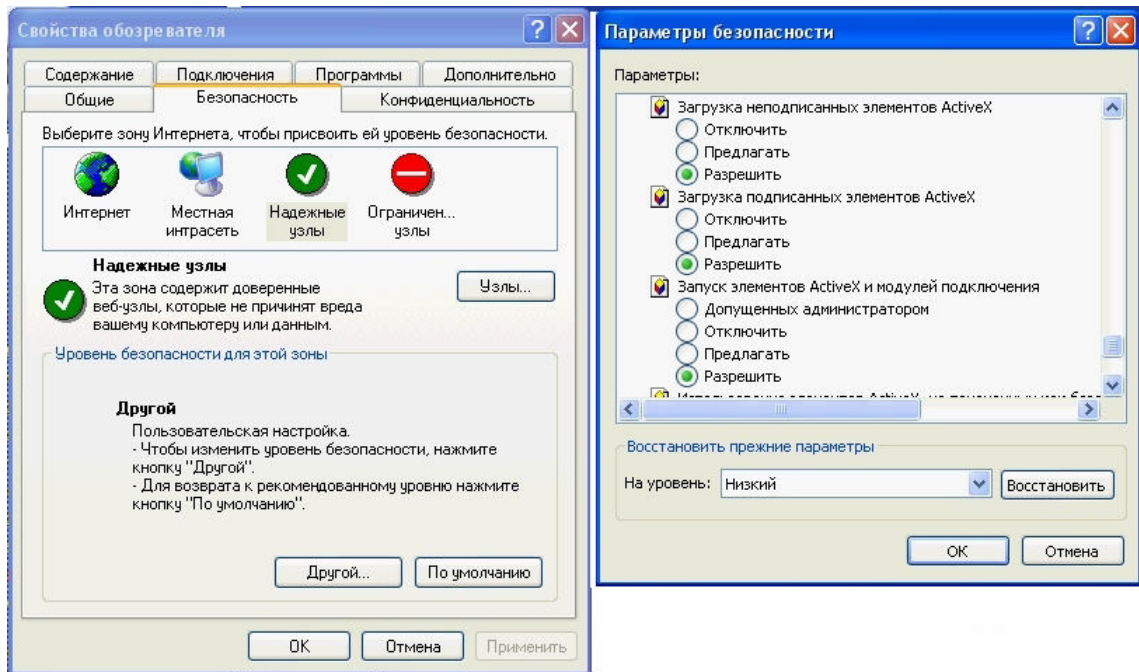 Свойства обозревателя
Содержание Подключения Программы Дополнительно
Общие Безопасность Конфиденциальность
Выберите зону Интернета, чтобы присвоить ей уровень безопасности.
Интернет Местная интрасеть Надежные узлы Ограничен... узлы
Надежные узлы
Эта зона содержит доверенные
веб-узлы, которые не причинят вреда
вашему компьютеру или данным.
Узлы...
Уровень безопасности для этой зоны
Другой
Пользовательская настройка.
- Чтобы изменить уровень безопасности, нажмите
кнопку "Другой".
- Для возврата к рекомендованному уровню нажмите
кнопку "По умолчанию".
Другой... По умолчанию
OK Отмена Применить
Параметры безопасности
Параметры:
Загрузка неподписанных элементов ActiveX
Отключить
Предлагать
Разрешить
Загрузка подписанных элементов ActiveX
Отключить
Предлагать
Разрешить
Запуск элементов ActiveX и модулей подключения
Допущенных администратором
Отключить
Предлагать
Разрешить
Восстановить прежние параметры
На уровень: Низкий Восстановить
OK Отмена